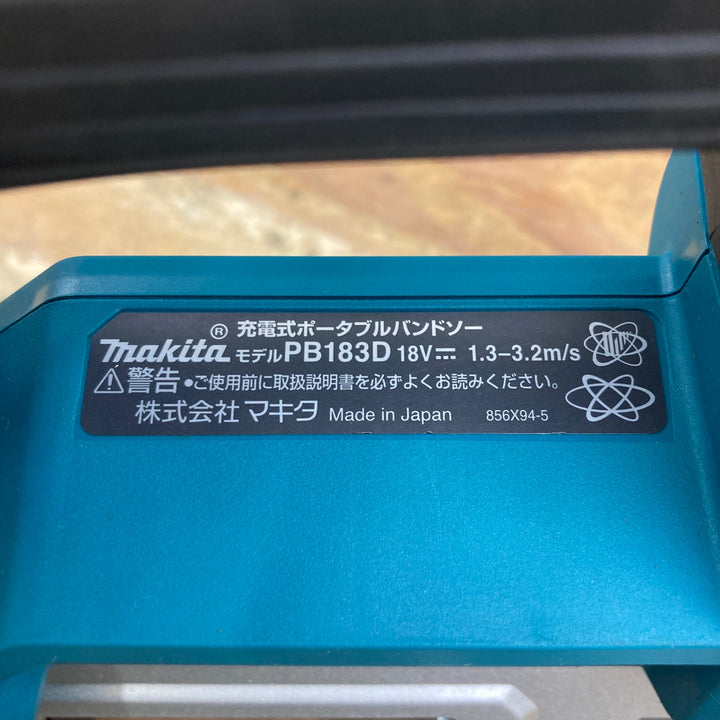 ® 充電式ポータブルバンドソー
makita モデル PB183D 18V⎓ 1.3–3.2m/s
⚠警告 ●ご使用前に取扱説明書を必ずよくお読みください。
株式会社 マキタ Made in Japan 856X94-5